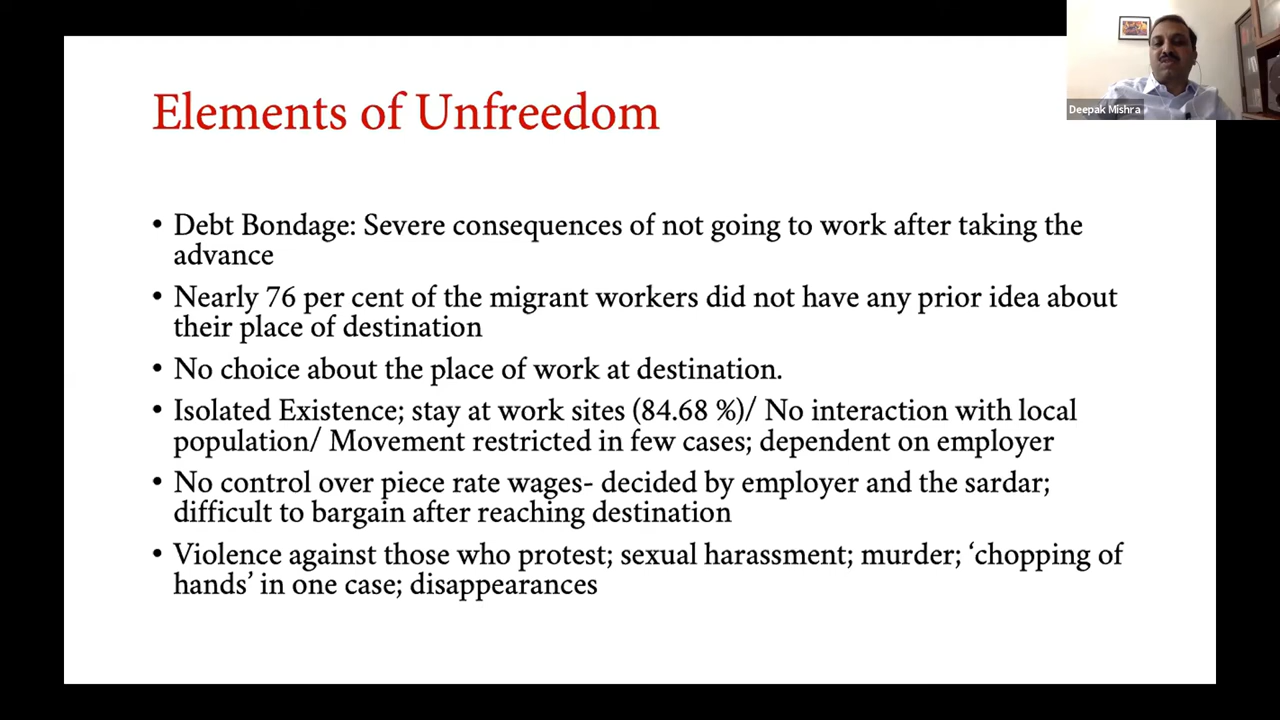 Elements of Unfreedom
Deepak Mishra
• Debt Bondage: Severe consequences of not going to work after taking the
advance
• Nearly 76 per cent of the migrant workers did not have any prior idea about
their place of destination
• No choice about the place of work at destination.
• Isolated Existence; stay at work sites (84.68 %)/ No interaction with local
population/ Movement restricted in few cases; dependent on employer
• No control over piece rate wages- decided by employer and the sardar;
difficult to bargain after reaching destination
• Violence against those who protest; sexual harassment; murder; ‘chopping of
hands’ in one case; disappearances